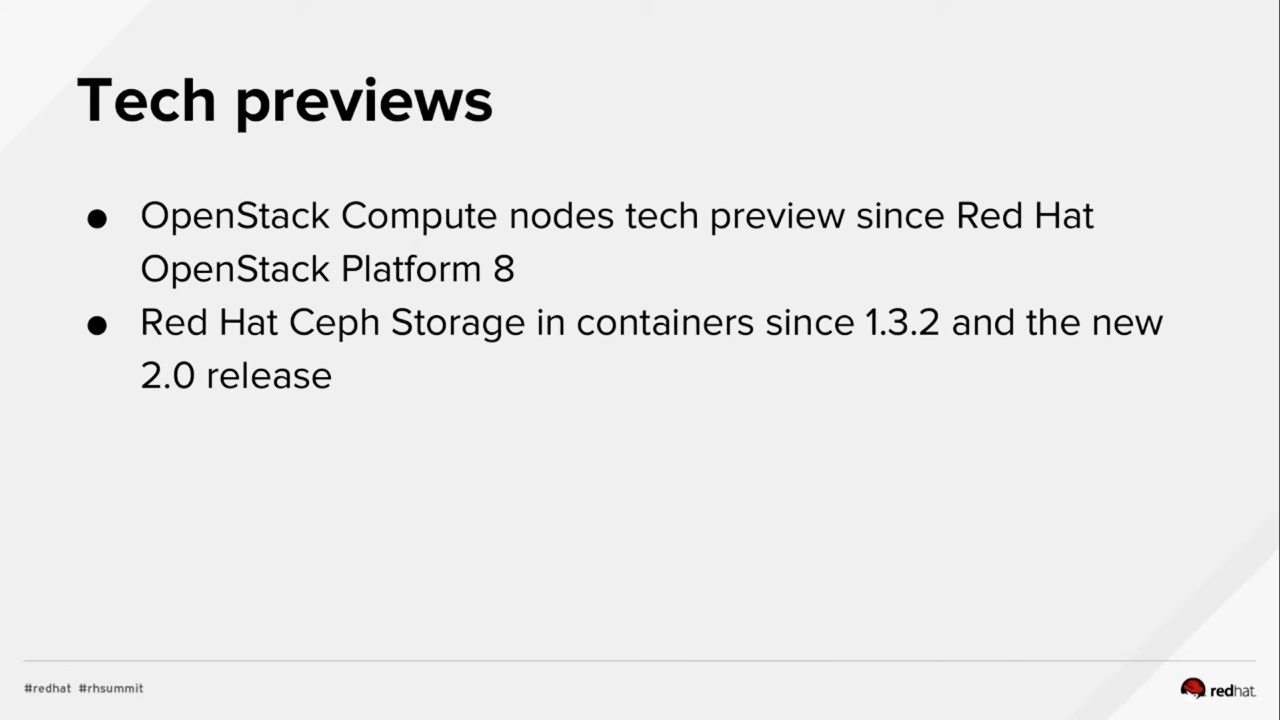 Tech previews
● OpenStack Compute nodes tech preview since Red Hat
OpenStack Platform 8
● Red Hat Ceph Storage in containers since 1.3.2 and the new
2.0 release
#redhat #rhsummit
redhat.